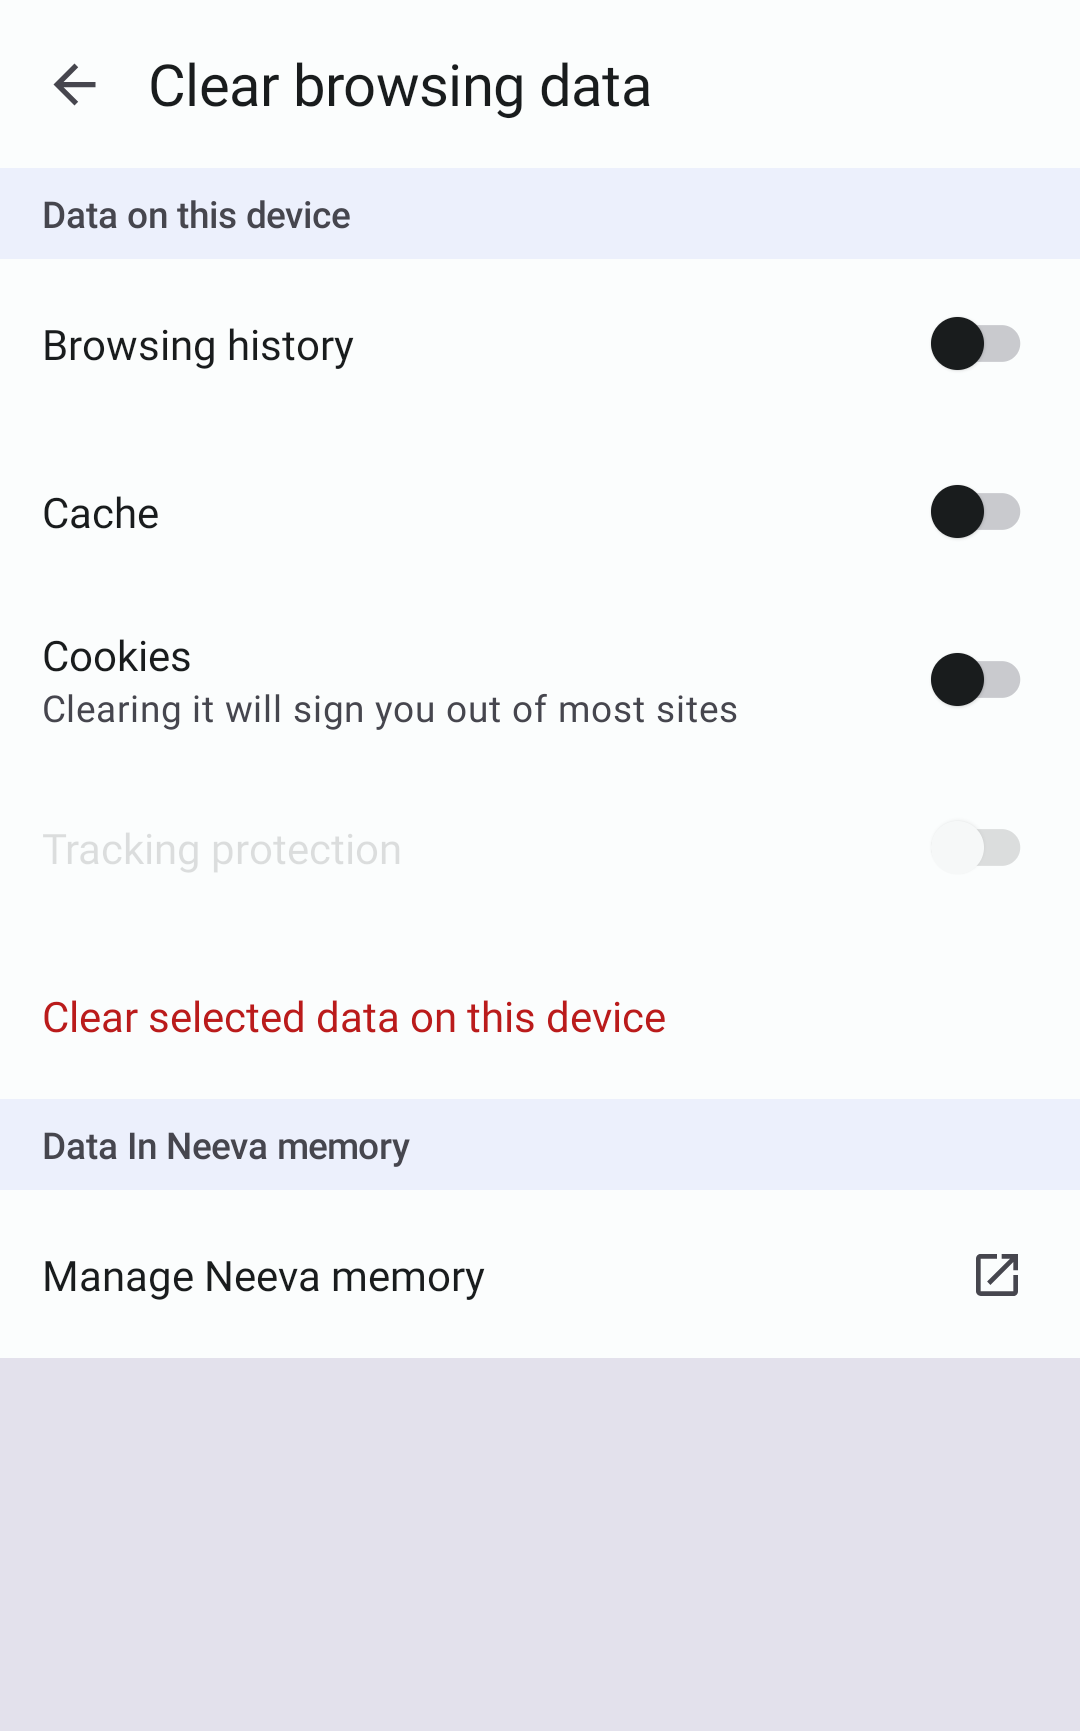 Clear browsing data
Data on this device
Browsing history
Cache
Cookies
Clearing it will sign you out of most sites
Tracking protection
Clear selected data on this device
Data In Neeva memory
Manage Neeva memory